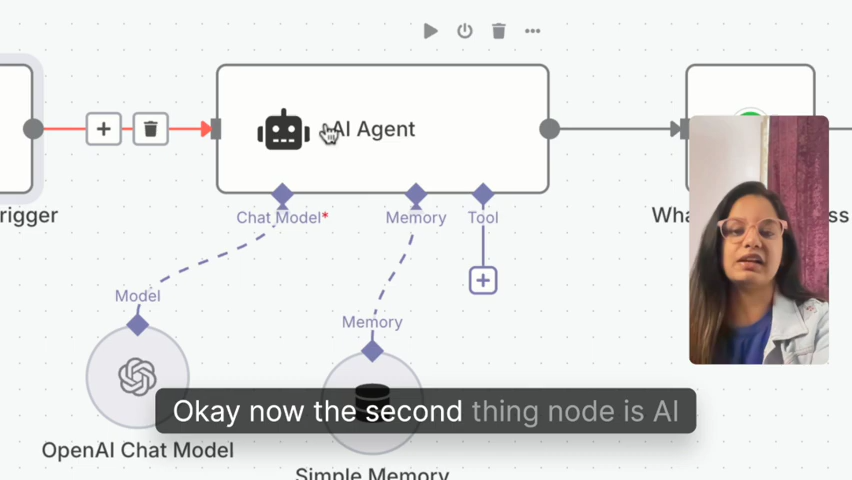 AI Agent
rigger
Chat Model*
Memory
Tool
Wha
ss
Model
Memory
Okay now the second thing node is AI
OpenAI Chat Model
Simple Memory